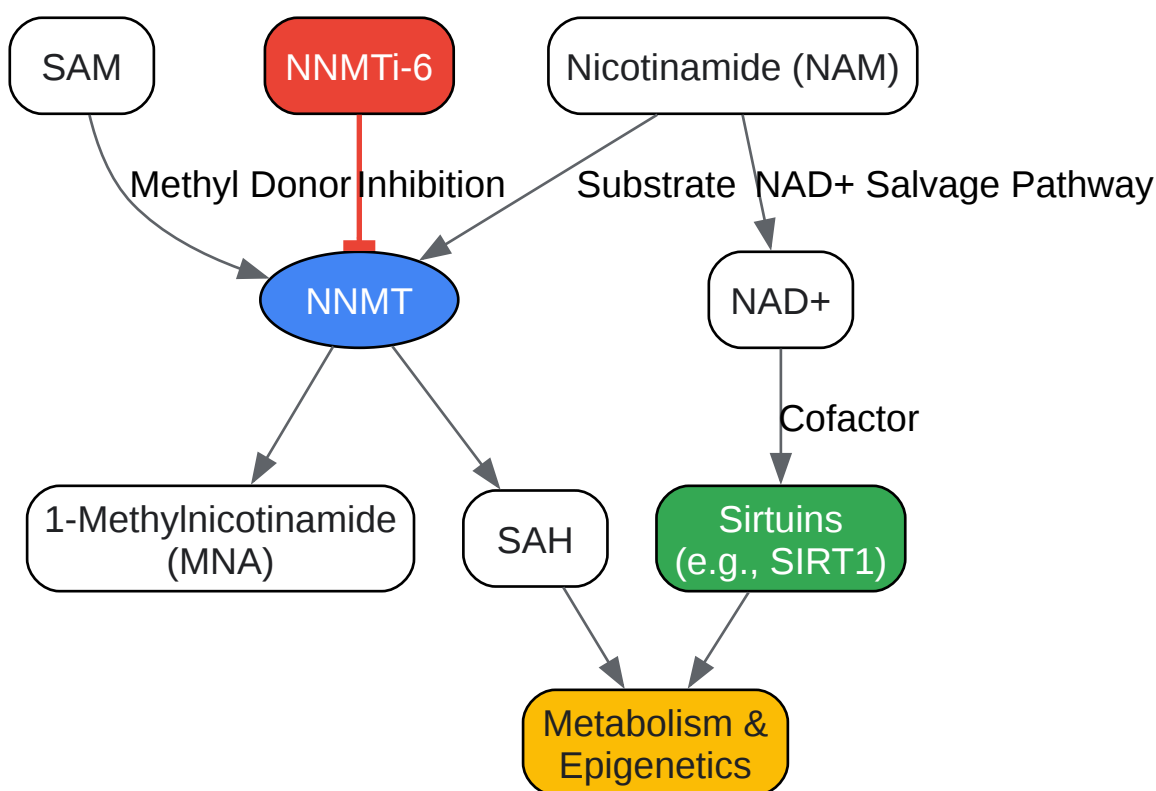 SAM
NNMTi-6
Nicotinamide (NAM)
Methyl Donor
Inhibition
Substrate
NAD+ Salvage Pathway
NNMT
NAD+
Cofactor
1-Methylnicotinamide
(MNA)
SAH
Sirtuins
(e.g., SIRT1)
Metabolism &
Epigenetics